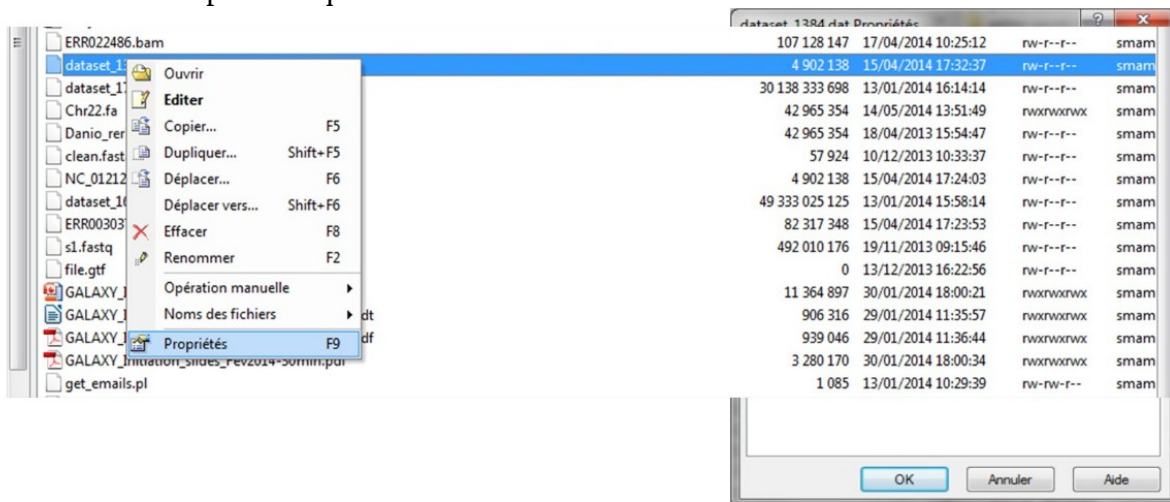 dataset_1384.dat Propriétés
ERR022486.bam 107 128 147 17/04/2014 10:25:12 rw-r--r-- smam
dataset_13 4 902 138 15/04/2014 17:32:37 rw-r--r-- smam
dataset_17 30 138 333 698 13/01/2014 16:14:14 rw-r--r-- smam
Chr22.fa 42 965 354 14/05/2014 13:51:49 rwxrwxrwx smam
Danio_rer 42 965 354 18/04/2013 15:54:47 rw-r--r-- smam
clean.fast 57 924 10/12/2013 10:33:37 rw-r--r-- smam
NC_01212 4 902 138 15/04/2014 17:24:03 rw-r--r-- smam
dataset_16 49 333 025 125 13/01/2014 15:58:14 rw-r--r-- smam
ERR00303 82 317 348 15/04/2014 17:23:53 rw-r--r-- smam
s1.fastq 492 010 176 19/11/2013 09:15:46 rw-r--r-- smam
file.gtf 0 13/12/2013 16:22:56 rw-r--r-- smam
GALAXY_I 11 364 897 30/01/2014 18:00:21 rwxrwxrwx smam
GALAXY_I dt 906 316 29/01/2014 11:35:57 rwxrwxrwx smam
GALAXY_I df 939 046 29/01/2014 11:36:44 rwxrwxrwx smam
GALAXY_Initiation_slides_Fev2014-50min.pdf 3 280 170 30/01/2014 18:00:34 rwxrwxrwx smam
get_emails.pl 1 085 13/01/2014 10:29:39 rw-rw-r-- smam
Ouvrir
Editer
Copier... F5
Dupliquer... Shift+F5
Déplacer... F6
Déplacer vers... Shift+F6
Effacer F8
Renommer F2
Opération manuelle
Noms des fichiers
Propriétés F9
OK Annuler Aide